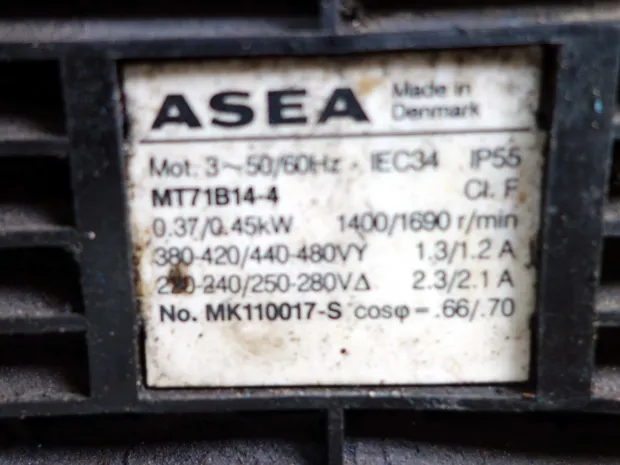 ASEA Made in Denmark
Mot. 3~50/60Hz - IEC34 IP55
MT71B14-4 Cl. F
0.37/0.45kW 1400/1690 r/min
380-420/440-480VY 1.3/1.2 A
220-240/250-280VΔ 2.3/2.1 A
No. MK110017-S cosφ=.66/.70